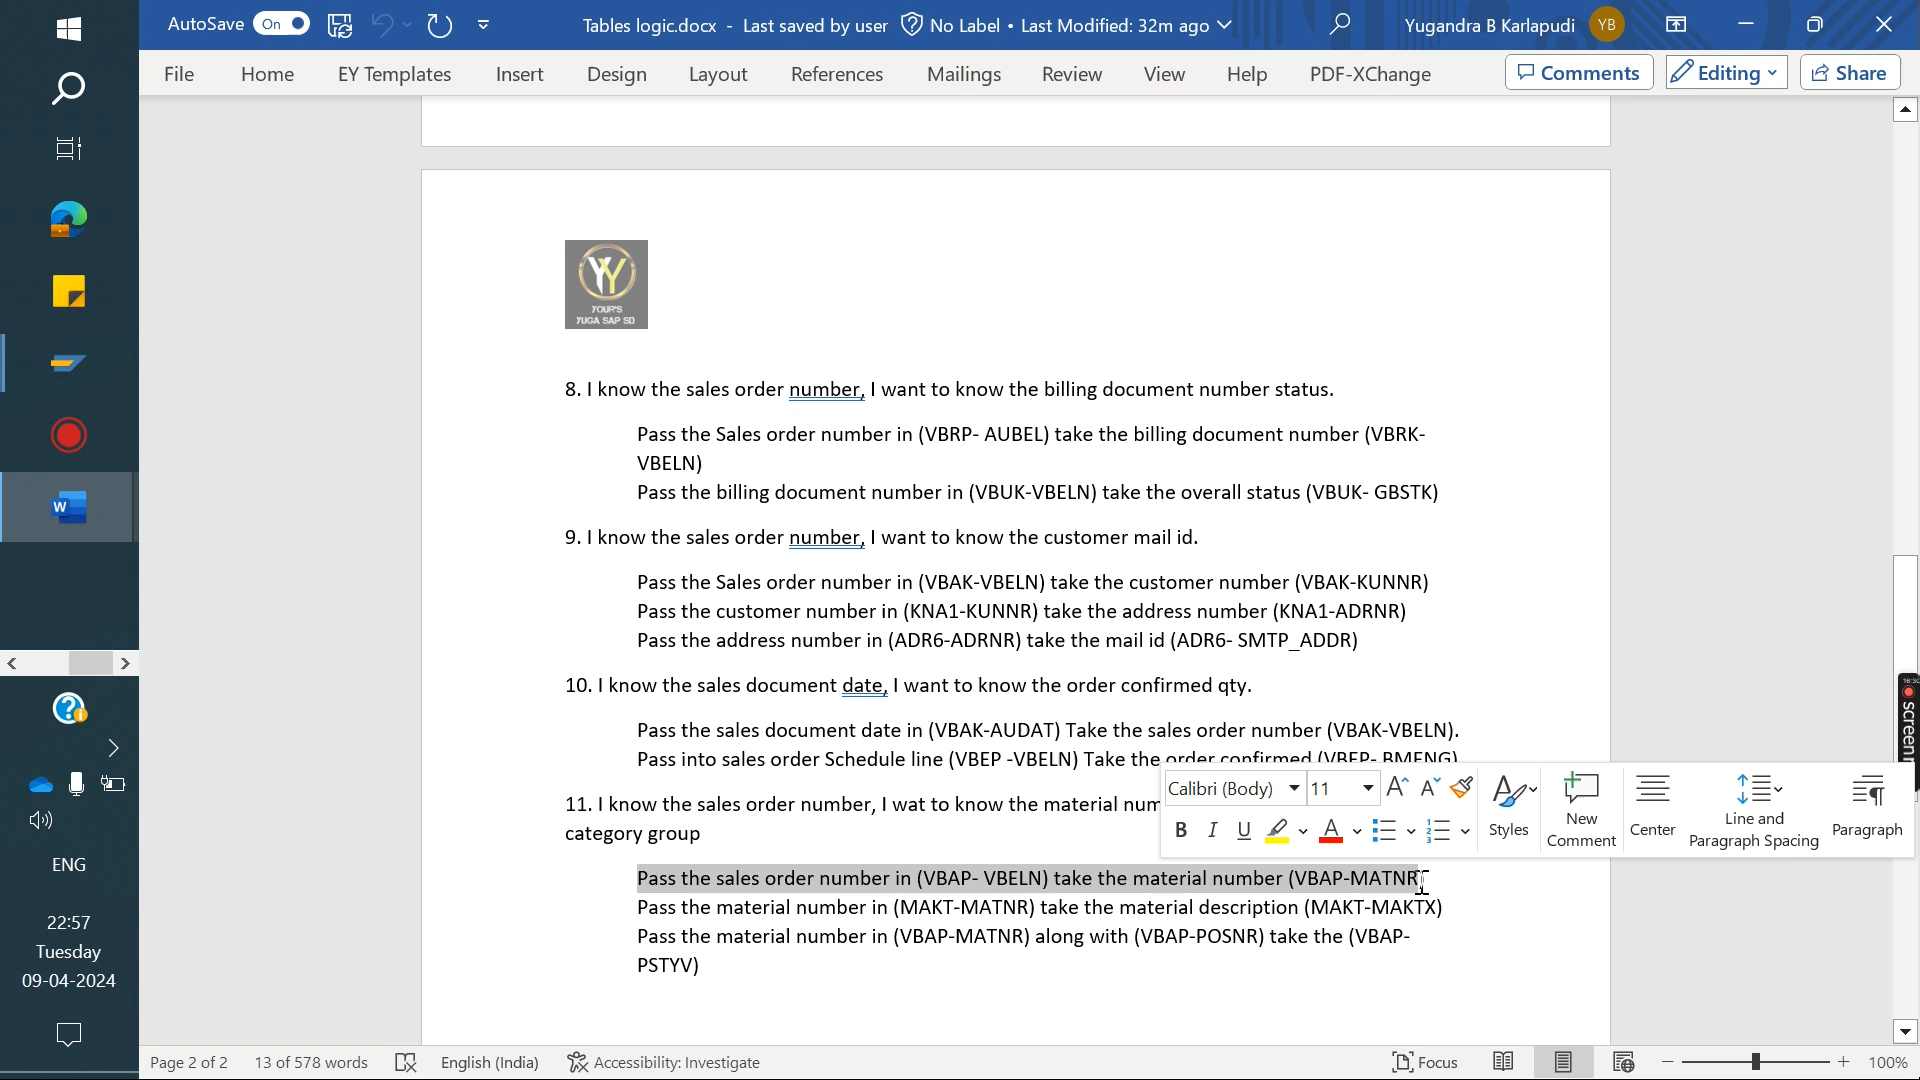 AutoSave On Tables logic.docx - Last saved by user No Label • Last Modified: 32m ago Yugandra B Karlapudi YB
File Home EY Templates Insert Design Layout References Mailings Review View Help PDF-XChange Comments Editing Share
YY
YOUR'S
YUGA SAP SD
8. I know the sales order number, I want to know the billing document number status.
Pass the Sales order number in (VBRP- AUBEL) take the billing document number (VBRK-
VBELN)
Pass the billing document number in (VBUK-VBELN) take the overall status (VBUK- GBSTK)
9. I know the sales order number, I want to know the customer mail id.
Pass the Sales order number in (VBAK-VBELN) take the customer number (VBAK-KUNNR)
Pass the customer number in (KNA1-KUNNR) take the address number (KNA1-ADRNR)
Pass the address number in (ADR6-ADRNR) take the mail id (ADR6- SMTP_ADDR)
10. I know the sales document date, I want to know the order confirmed qty.
Pass the sales document date in (VBAK-AUDAT) Take the sales order number (VBAK-VBELN).
Pass into sales order Schedule line (VBEP -VBELN) Take the order confirmed (VBEP- BMENG)
11. I know the sales order number, I wat to know the material num
category group
Pass the sales order number in (VBAP- VBELN) take the material number (VBAP-MATNR)
Pass the material number in (MAKT-MATNR) take the material description (MAKT-MAKTX)
Pass the material number in (VBAP-MATNR) along with (VBAP-POSNR) take the (VBAP-
PSTYV)
Calibri (Body) 11
B I U A
Styles
New
Comment
Center
Line and
Paragraph Spacing
Paragraph
screen
W
ENG
22:57
Tuesday
09-04-2024
Page 2 of 2 13 of 578 words English (India) Accessibility: Investigate Focus 100%